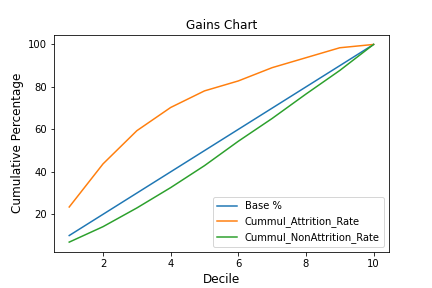 Gains Chart
Cumulative Percentage
100
80
60
40
20
2 4 6 8 10
Decile
Base %
Cummul_Attrition_Rate
Cummul_NonAttrition_Rate